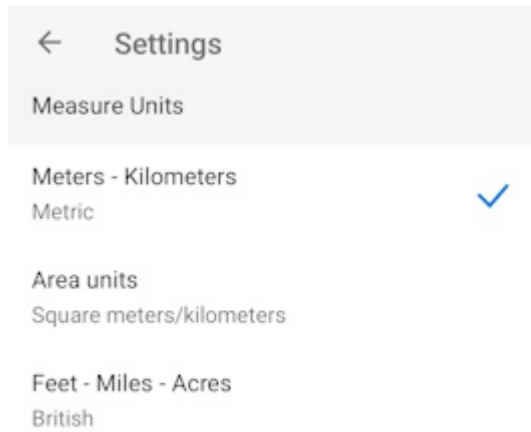 Settings
Measure Units
Meters - Kilometers
Metric
Area units
Square meters/kilometers
Feet - Miles - Acres
British